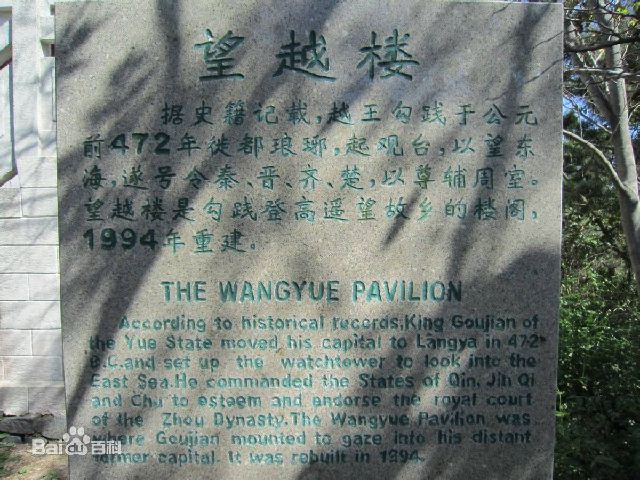 望越楼
据史籍记载,越王勾践于公元
前472年徙都琅琊,起观台,以望东
海,遂号令秦、晋、齐、楚,以尊辅周室。
望越楼是勾践登高遥望故乡的楼阁,
1994年重建。
THE WANGYUE PAVILION
According to historical records,King Goujian of
the Yue State moved his capital to Langya in 472
B.C.and set up the watchtower to look into the
East Sea.He commanded the States of Qin, Jin Qi
and Chu to esteem and endorse the royal court
of the Zhou Dynasty.The Wangyue Pavilion was
where Goujian mounted to gaze into his distant
former capital. It was rebuilt in 1994.
Baidu百科